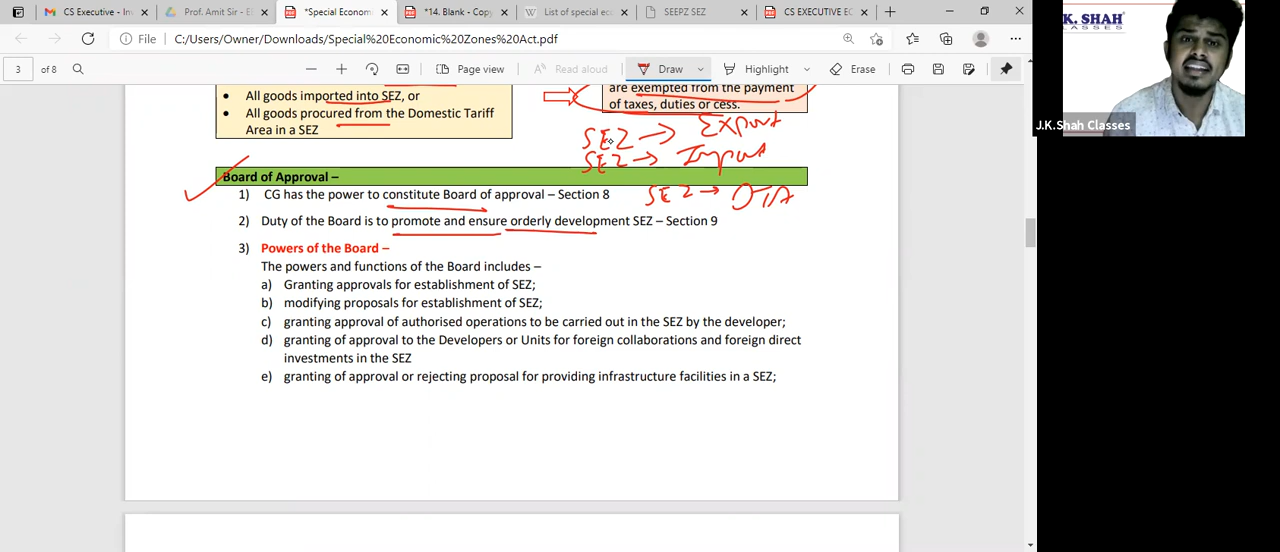 CS Executive - Inv
Prof. Amit Sir - E
*Special Econom
*14. Blank - Cop
List of special ec
SEEPZ SEZ
CS EXECUTIVE EC
File
C:/Users/Owner/Downloads/Special%20Economic%20Zones%20Act.pdf
3 of 8
Page view
Read aloud
Draw
Highlight
Erase
K. SHAH
CLASSES
J.K.Shah Classes
All goods imported into SEZ, or
All goods procured from the Domestic Tariff
Area in a SEZ
are exempted from the payment
of taxes, duties or cess.
SEZ → Export
SEZ → Import
SEZ → DTA
Board of Approval –
1) CG has the power to constitute Board of approval – Section 8
2) Duty of the Board is to promote and ensure orderly development SEZ – Section 9
3) Powers of the Board –
The powers and functions of the Board includes –
a) Granting approvals for establishment of SEZ;
b) modifying proposals for establishment of SEZ;
c) granting approval of authorised operations to be carried out in the SEZ by the developer;
d) granting of approval to the Developers or Units for foreign collaborations and foreign direct
investments in the SEZ
e) granting of approval or rejecting proposal for providing infrastructure facilities in a SEZ;